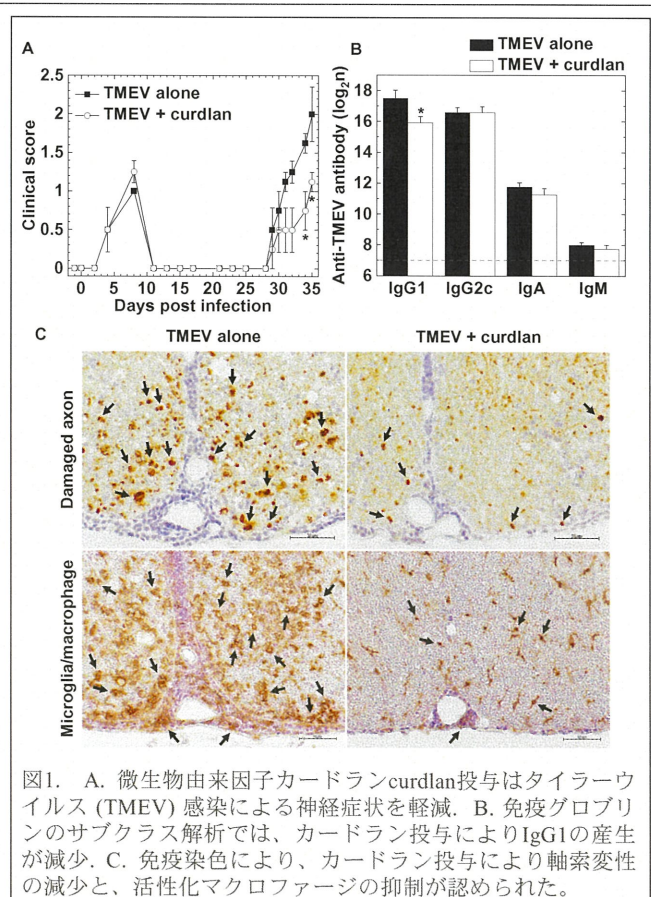 A
TMEV alone
TMEV + curdlan
Clinical score
2.5
2
1.5
1
0.5
0
0 5 10 15 20 25 30 35
Days post infection
* *
B
TMEV alone
TMEV + curdlan
Anti-TMEV antibody (log2n)
18
16
14
12
10
8
6
*
IgG1 IgG2c IgA IgM
C
TMEV alone TMEV + curdlan
Damaged axon
Microglia/macrophage
図1. A. 微生物由来因子カードランcurdlan投与はタイラーウ
イルス (TMEV) 感染による神経症状を軽減. B. 免疫グロブリ
ンのサブクラス解析では、カードラン投与によりIgG1の産生
が減少. C. 免疫染色により、カードラン投与により軸索変性
の減少と、活性化マクロファージの抑制が認められた。